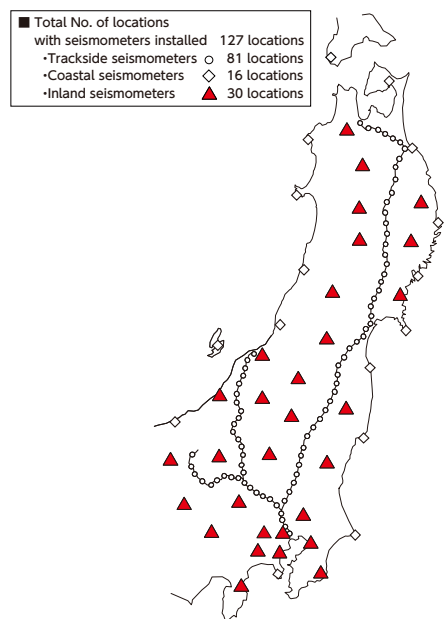 ■ Total No. of locations
with seismometers installed 127 locations
・Trackside seismometers ○ 81 locations
・Coastal seismometers ◇ 16 locations
・Inland seismometers ▲ 30 locations